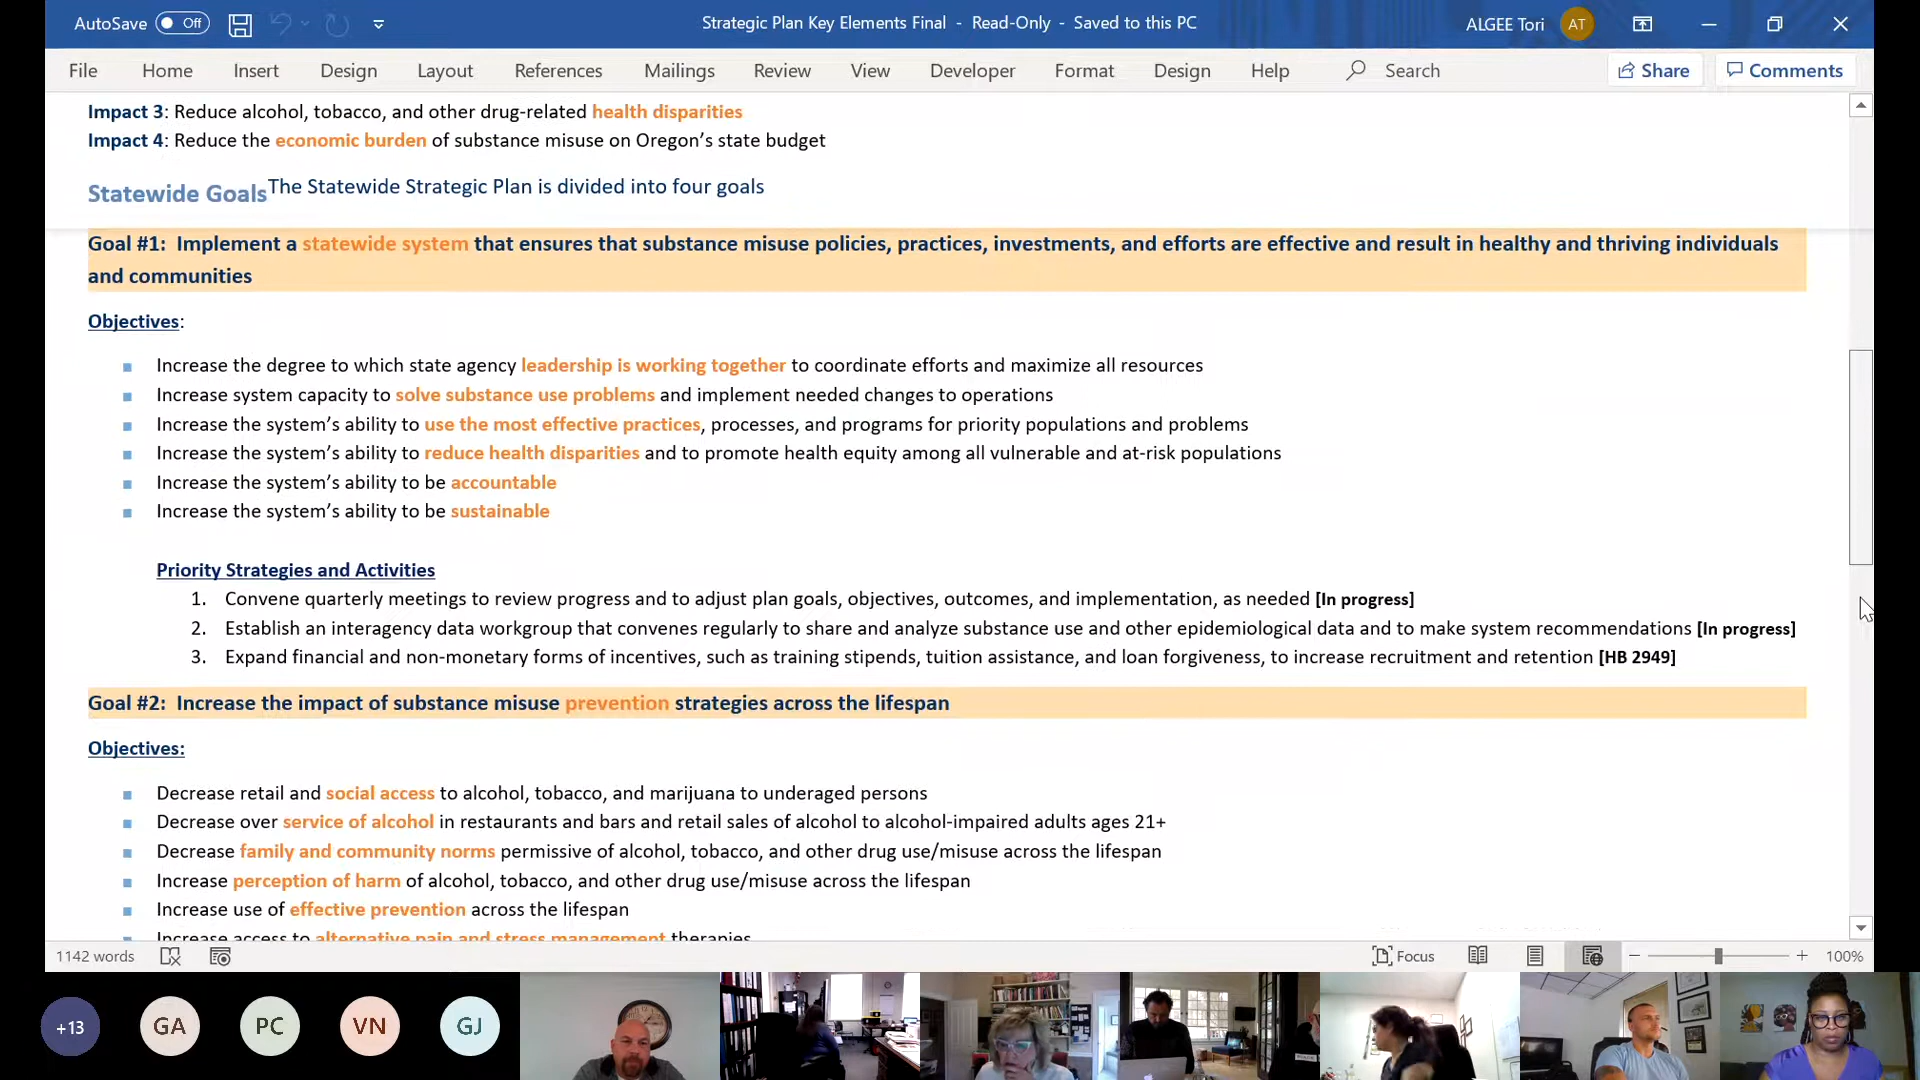 AutoSave Off Strategic Plan Key Elements Final - Read-Only - Saved to this PC ALGEE Tori AT
File Home Insert Design Layout References Mailings Review View Developer Format Design Help Search Share Comments
Impact 3: Reduce alcohol, tobacco, and other drug-related health disparities
Impact 4: Reduce the economic burden of substance misuse on Oregon’s state budget
Statewide Goals The Statewide Strategic Plan is divided into four goals
Goal #1: Implement a statewide system that ensures that substance misuse policies, practices, investments, and efforts are effective and result in healthy and thriving individuals
and communities
Objectives:
Increase the degree to which state agency leadership is working together to coordinate efforts and maximize all resources
Increase system capacity to solve substance use problems and implement needed changes to operations
Increase the system’s ability to use the most effective practices, processes, and programs for priority populations and problems
Increase the system’s ability to reduce health disparities and to promote health equity among all vulnerable and at-risk populations
Increase the system’s ability to be accountable
Increase the system’s ability to be sustainable
Priority Strategies and Activities
1. Convene quarterly meetings to review progress and to adjust plan goals, objectives, outcomes, and implementation, as needed [In progress]
2. Establish an interagency data workgroup that convenes regularly to share and analyze substance use and other epidemiological data and to make system recommendations [In progress]
3. Expand financial and non-monetary forms of incentives, such as training stipends, tuition assistance, and loan forgiveness, to increase recruitment and retention [HB 2949]
Goal #2: Increase the impact of substance misuse prevention strategies across the lifespan
Objectives:
Decrease retail and social access to alcohol, tobacco, and marijuana to underaged persons
Decrease over service of alcohol in restaurants and bars and retail sales of alcohol to alcohol-impaired adults ages 21+
Decrease family and community norms permissive of alcohol, tobacco, and other drug use/misuse across the lifespan
Increase perception of harm of alcohol, tobacco, and other drug use/misuse across the lifespan
Increase use of effective prevention across the lifespan
Increase access to alternative pain and stress management therapies
1142 words Focus 100%
+13 GA PC VN GJ